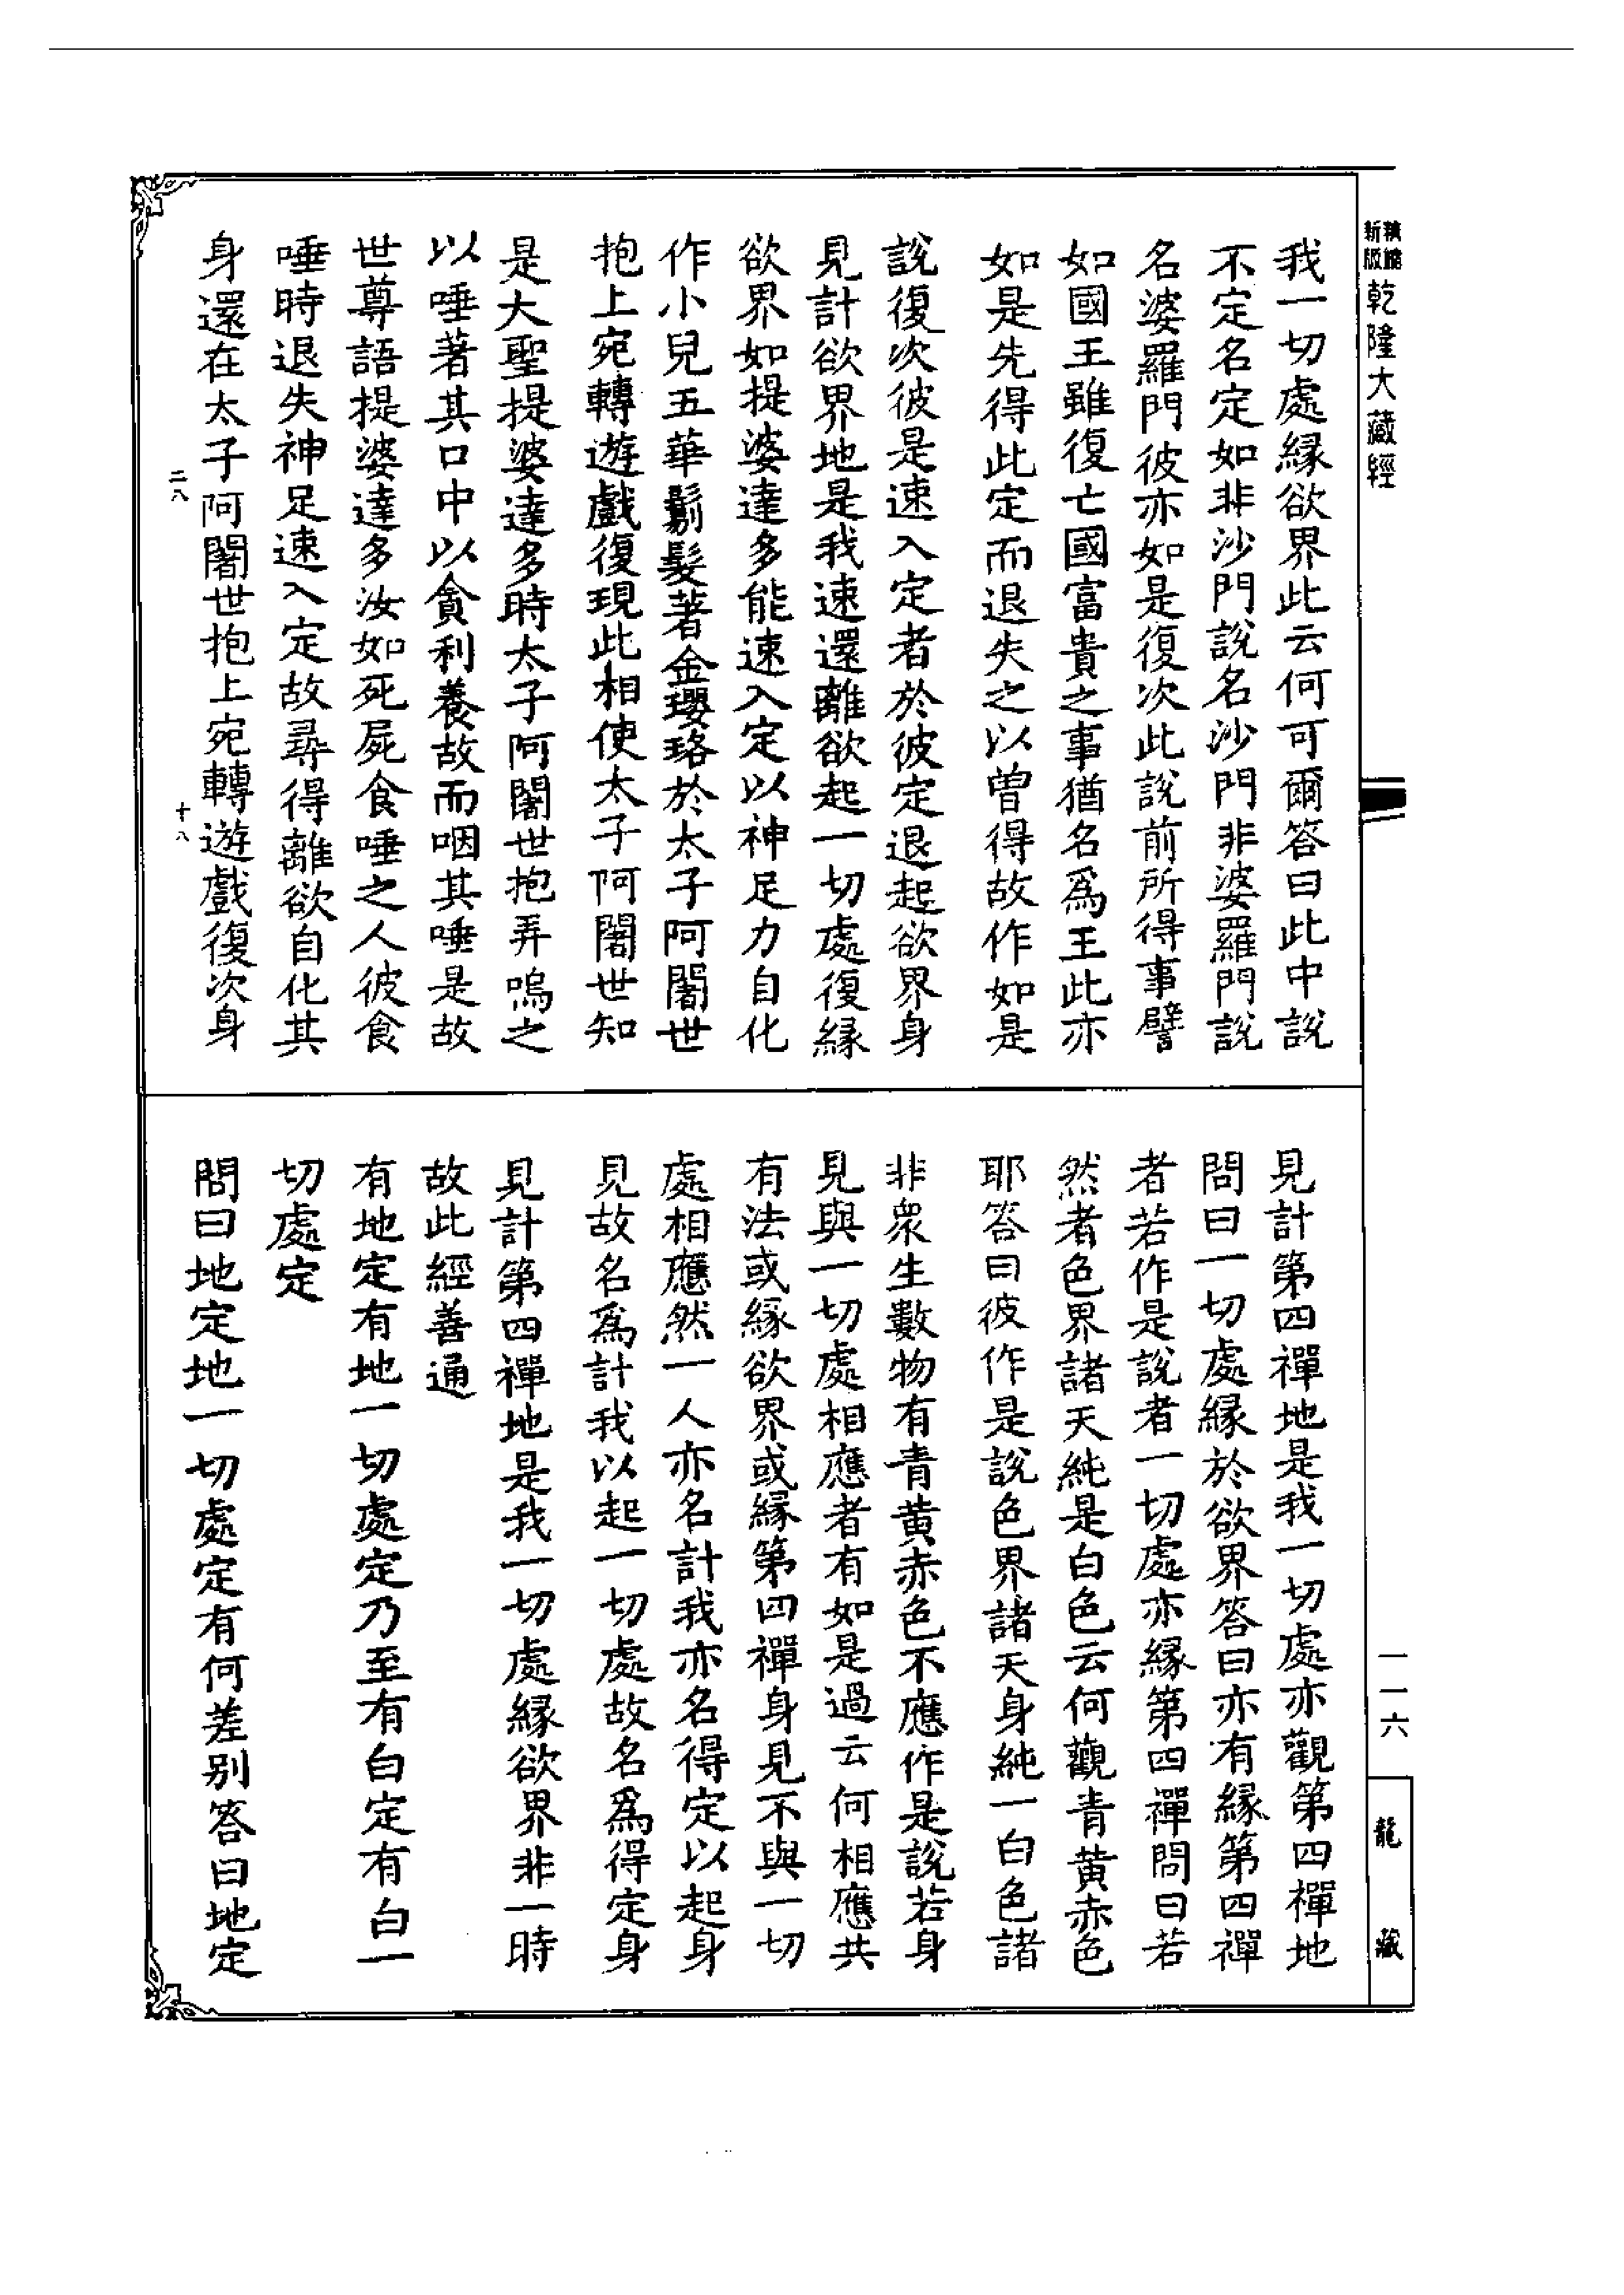 新版
乾隆大藏經
我一切處緣欲界此云何可爾答曰此中說
不定名定如非沙門說名沙門非婆羅門說
名婆羅門彼亦如是復次此說前所得事譬
如國王雖復亡國富貴之事猶名爲王此亦
如是先得此定而退失之以曾得故作如是
說復次彼是速入定者於彼定退起欲界身
見計欲界地是我速還離欲起一切處復緣
欲界如提婆達多能速入定以神足力自化
作小兒五華鬘髮著金瓔珞於太子阿闍世
抱上宛轉遊戲復現此相使太子阿闍世知
是大聖提婆達多時太子阿闍世抱弄嗚之
以唾著其口中以貪利養故而咽其唾是故
世尊語提婆達多汝如死屍食唾之人彼食
唾時退失神足速入定故尋得離欲自化其
身還在太子阿闍世抱上宛轉遊戲復次身
二八
十八
見計第四禪地是我一切處亦觀第四禪地
問曰一切處緣於欲界答曰亦有緣第四禪
者若作是說者一切處亦緣第四禪問曰若
然者色界諸天純是白色云何觀青黃赤色
耶答曰彼作是說色界諸天身純一白色諸
非衆生數物有青黃赤色不應作是說若身
見與一切處相應者有如是過云何相應共
有法或緣欲界或緣第四禪身見不與一切
處相應然一人亦名計我亦名得定以起身
見故名爲計我以起一切處故名爲得定身
見計第四禪地是我一切處緣欲界非一時
故此經善通
有地定有地一切處定乃至有白定有白一
切處定
問曰地定地一切處定有何差別答曰地定
一一六
龍藏